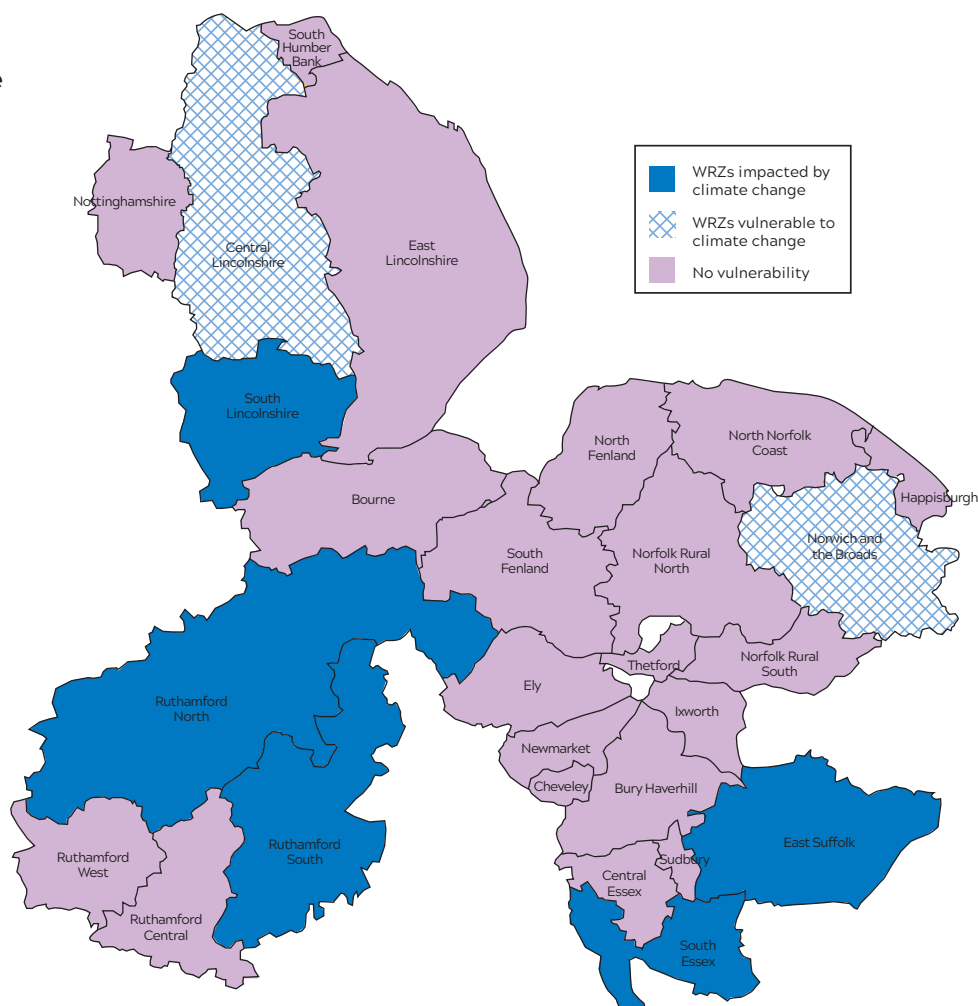 South
Humber
Bank
e
WRZs impacted by
climate change
WRZs vulnerable to
climate change
No vulnerability
Nottinghamshire
Central
Lincolnshire
East
Lincolnshire
South
Lincolnshire
North
Fenland
North Norfolk
Coast
Happisburgh
Bourne
Norwich and
the Broads
South
Fenland
Norfolk Rural
North
Thetford
Norfolk Rural
South
Ely
Ixworth
Ruthamford
North
Newmarket
Cheveley
Bury Haverhill
Ruthamford
South
East Suffolk
Sudbury
Ruthamford
West
Central
Essex
Ruthamford
Central
South
Essex